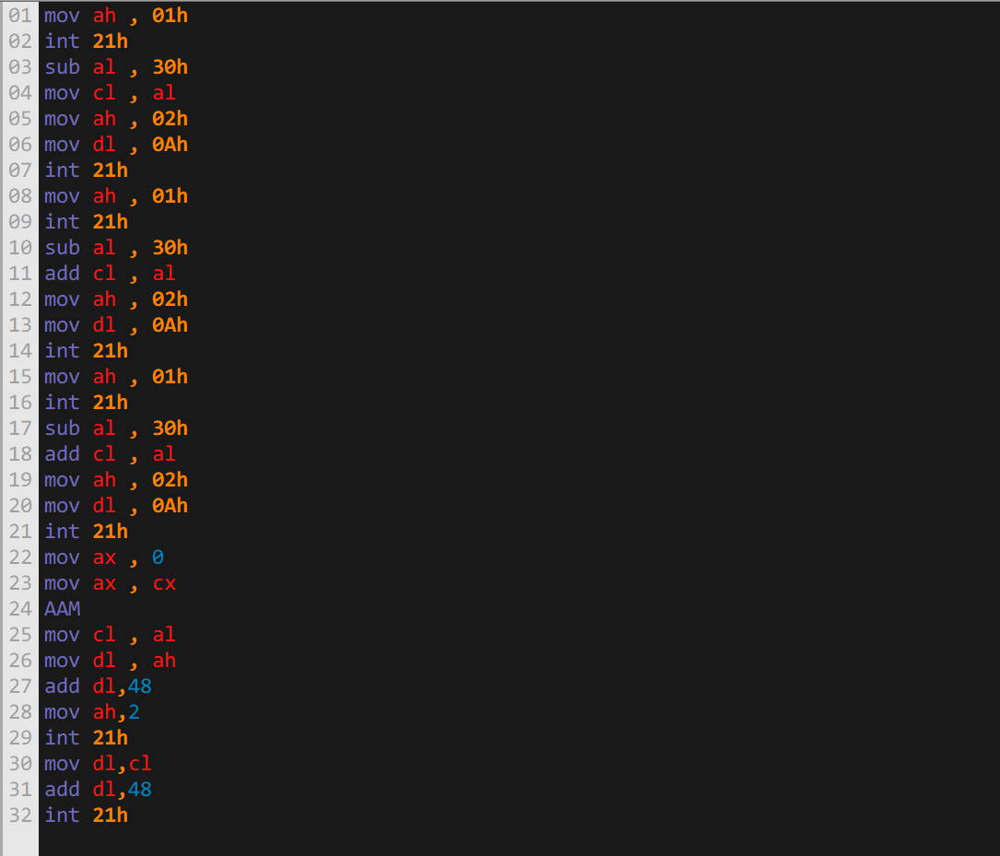 01 mov ah , 01h
02 int 21h
03 sub al , 30h
04 mov cl , al
05 mov ah , 02h
06 mov dl , 0Ah
07 int 21h
08 mov ah , 01h
09 int 21h
10 sub al , 30h
11 add cl , al
12 mov ah , 02h
13 mov dl , 0Ah
14 int 21h
15 mov ah , 01h
16 int 21h
17 sub al , 30h
18 add cl , al
19 mov ah , 02h
20 mov dl , 0Ah
21 int 21h
22 mov ax , 0
23 mov ax , cx
24 AAM
25 mov cl , al
26 mov dl , ah
27 add dl,48
28 mov ah,2
29 int 21h
30 mov dl,cl
31 add dl,48
32 int 21h